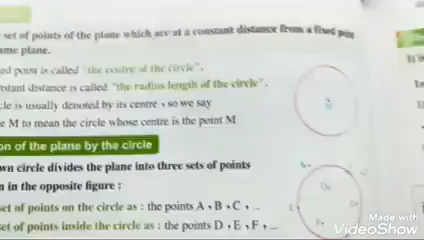 set of points of the plane which are at a constant distance from a fixed
ame plane.
ed point is called "the centre of the circle".
nstant distance is called "the radius length of the circle".
cle is usually denoted by its centre, so we say
e M to mean the circle whose centre is the point M
on of the plane by the circle
wn circle divides the plane into three sets of points
n in the opposite figure :
set of points on the circle as : the points A , B , C , ...
set of points inside the circle as : the points D , E , F , ...
Made with
VideoShow